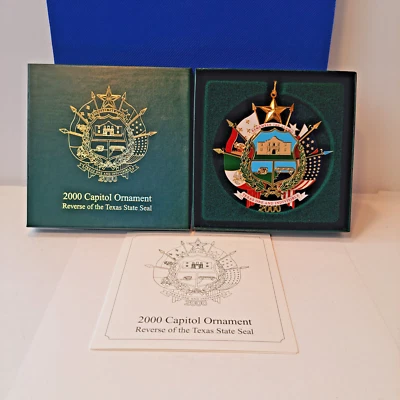 2000 Capitol Ornament
Reverse of the Texas State Seal
2000
2000 Capitol Ornament
Reverse of the Texas State Seal